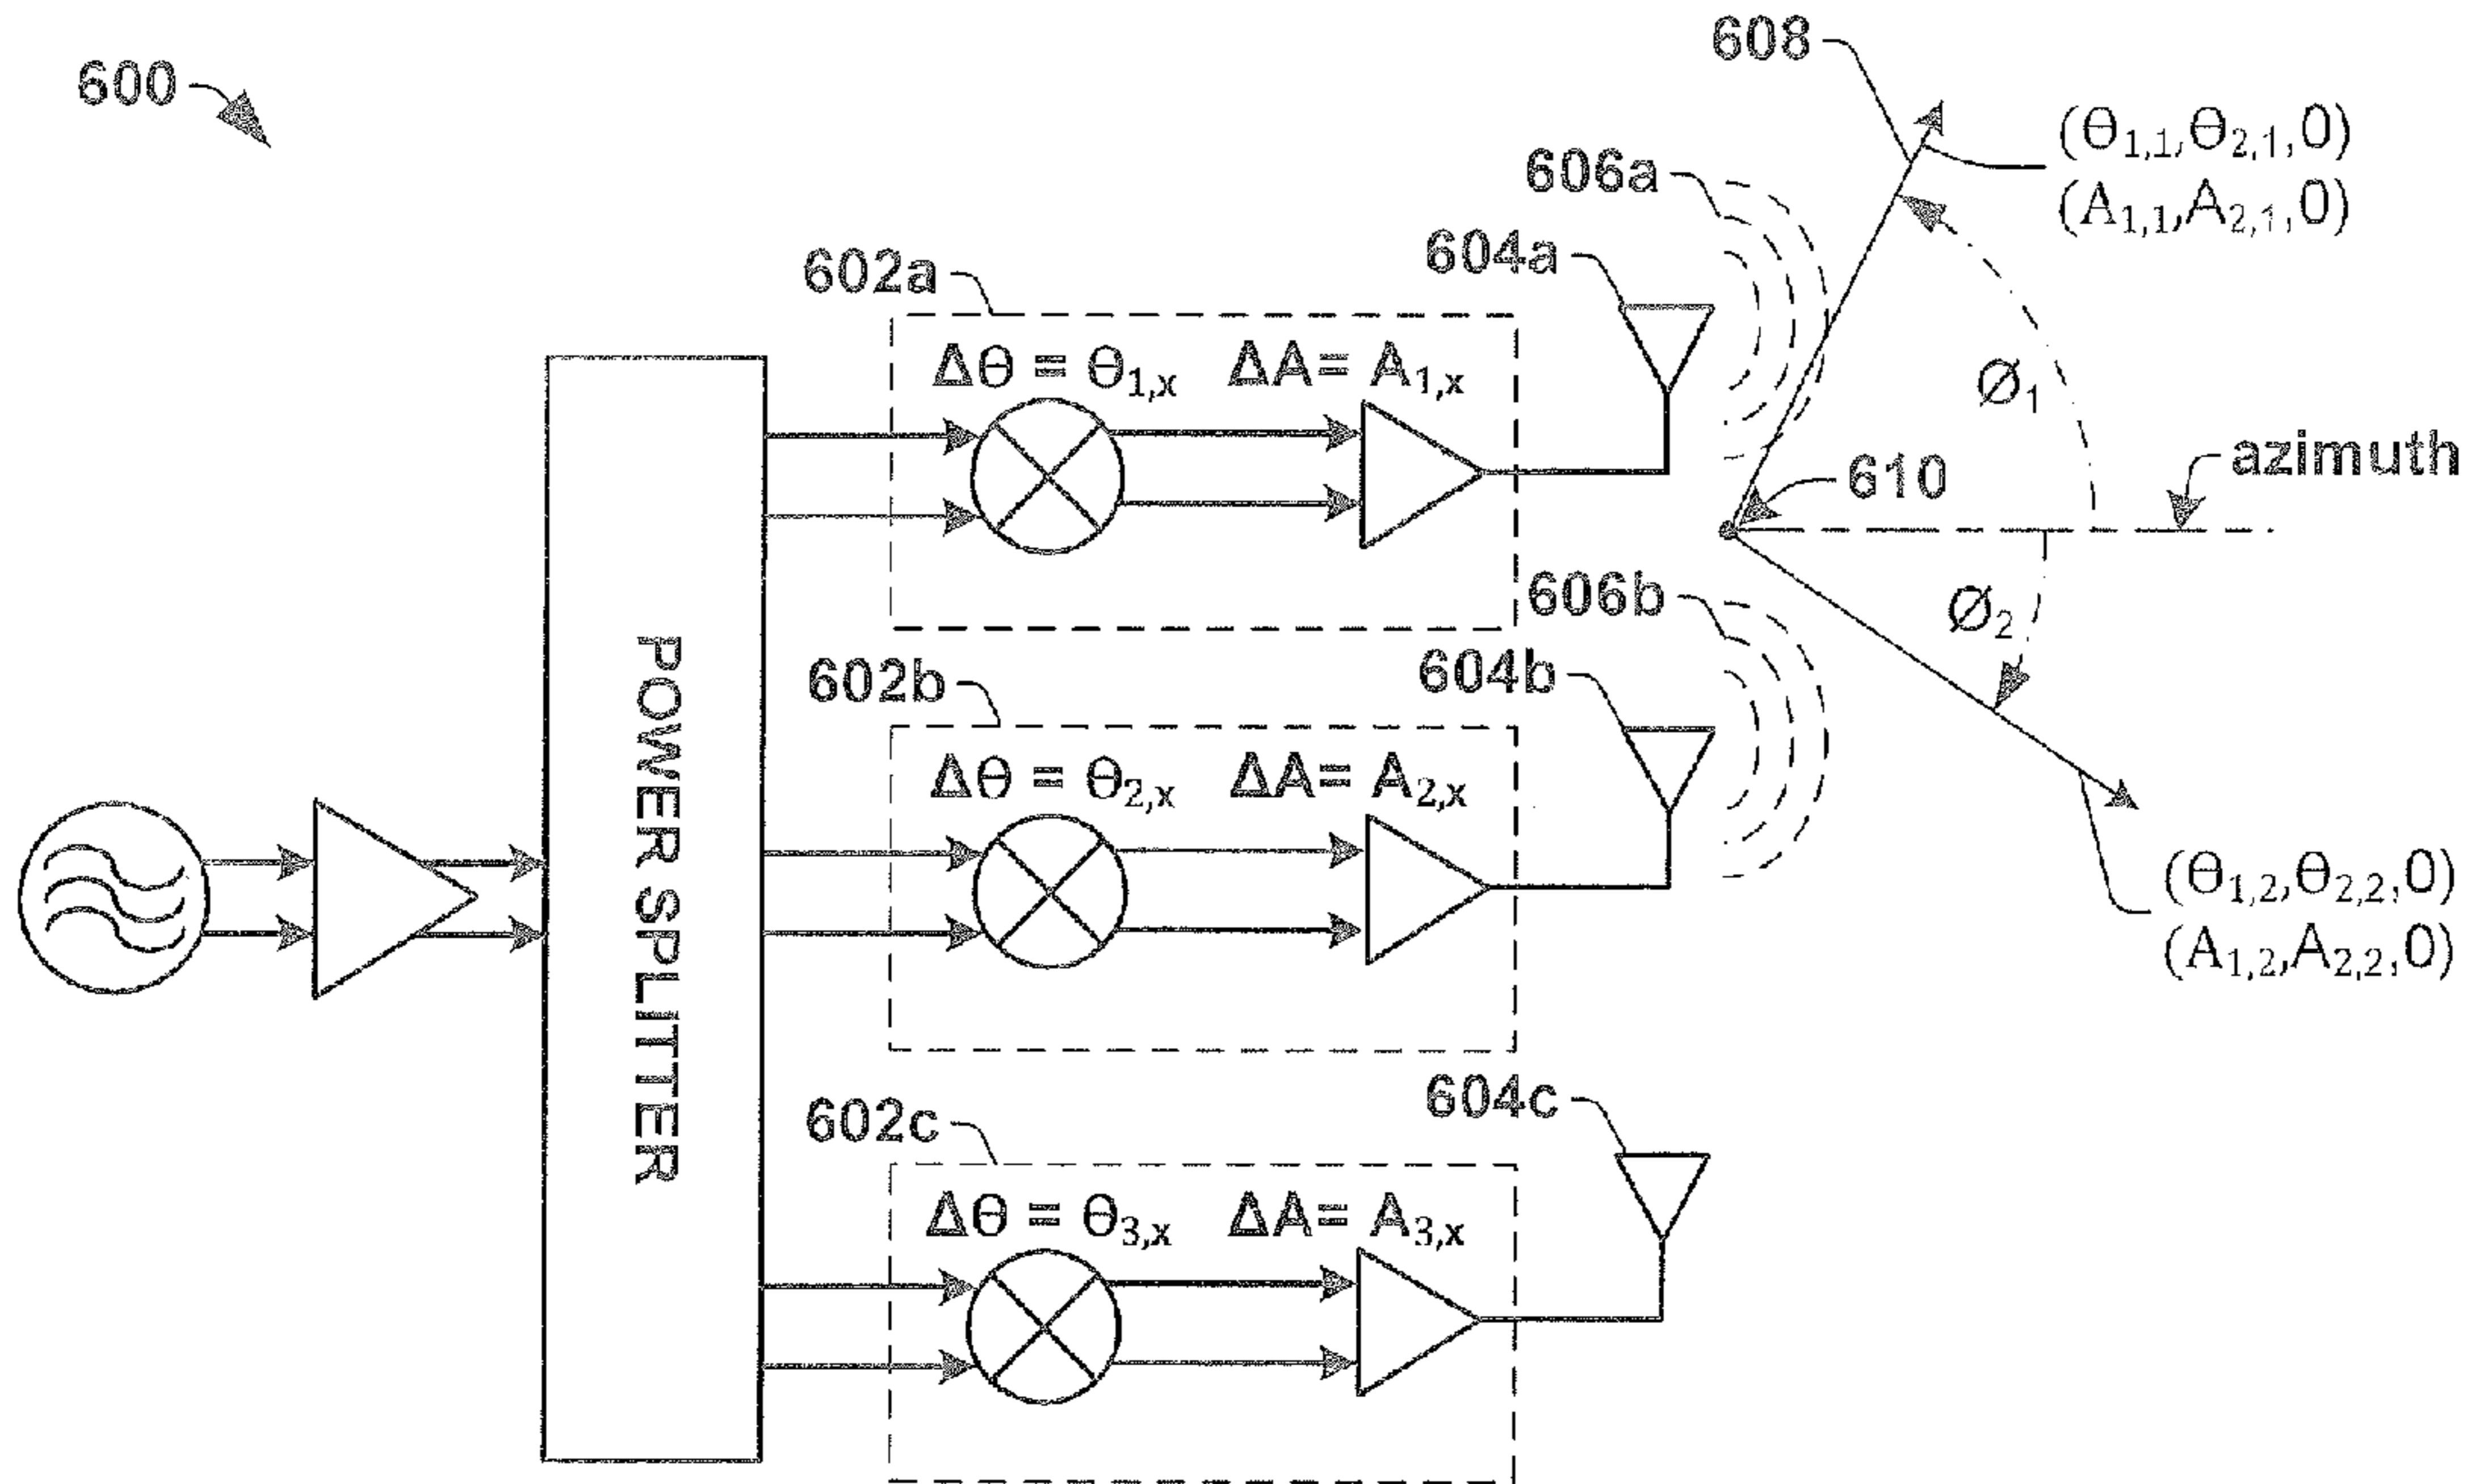 608
600
(Θ1,1,Θ2,1,0)
(A1,1,A2,1,0)
606a
604a
602a
Δθ = Θ1,x ΔA= A1,x
Ø1
azimuth
610
606b
Ø2
604b
602b
POWER SPLITTER
Δθ = Θ2,x ΔA= A2,x
(Θ1,2,Θ2,2,0)
(A1,2,A2,2,0)
604c
602c
Δθ = Θ3,x ΔA= A3,x